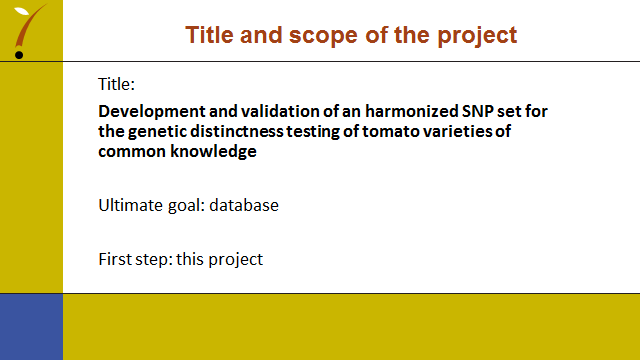 Title and scope of the project
Title:
Development and validation of an harmonized SNP set for
the genetic distinctness testing of tomato varieties of
common knowledge
Ultimate goal: database
First step: this project